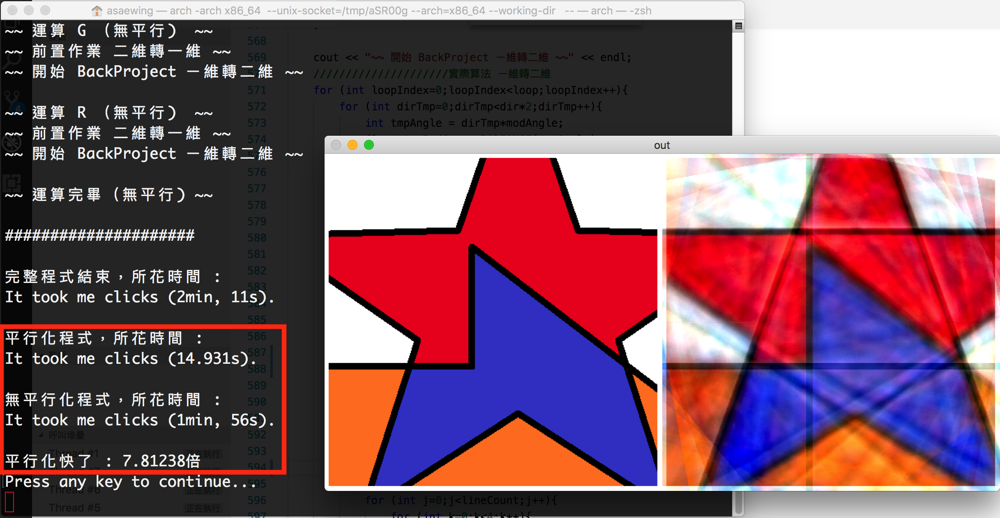 asaewing — arch -arch x86_64 --unix-socket=/tmp/aSR00g --arch=x86_64 --working-dir -- — arch — -zsh
~~ 運算 G (無平行) ~~
~~ 前置作業 二維轉一維 ~~
~~ 開始 BackProject 一維轉二維 ~~
~~ 運算 R (無平行) ~~
~~ 前置作業 二維轉一維 ~~
~~ 開始 BackProject 一維轉二維 ~~
~~ 運算完畢 (無平行) ~~
#####################
完整程式結束，所花時間 :
It took me clicks (2min, 11s).
平行化程式，所花時間 :
It took me clicks (14.931s).
無平行化程式，所花時間 :
It took me clicks (1min, 56s).
平行化快了 : 7.81238倍
Press any key to continue...
變數
4
呼叫堆疊
Thread #1 正在執行
Thread #6 正在執行
Thread #5 正在執行
568
569 cout << "~~ 開始 BackProject 一維轉二維 ~~" << endl;
/////////////////////實際算法 一維轉二維
571 for (int loopIndex=0;loopIndex<loop;loopIndex++){
572 for (int dirTmp=0;dirTmp<dir*2;dirTmp++){
573 int tmpAngle = dirTmp*modAngle;
574
576
577
578
579
580
581
582
583
584
585
586
587
588
589
590
592
593
594
595
596 for (int j=0;j<lineCount;j++){
597 for (int k=0;k<4;k++){
out